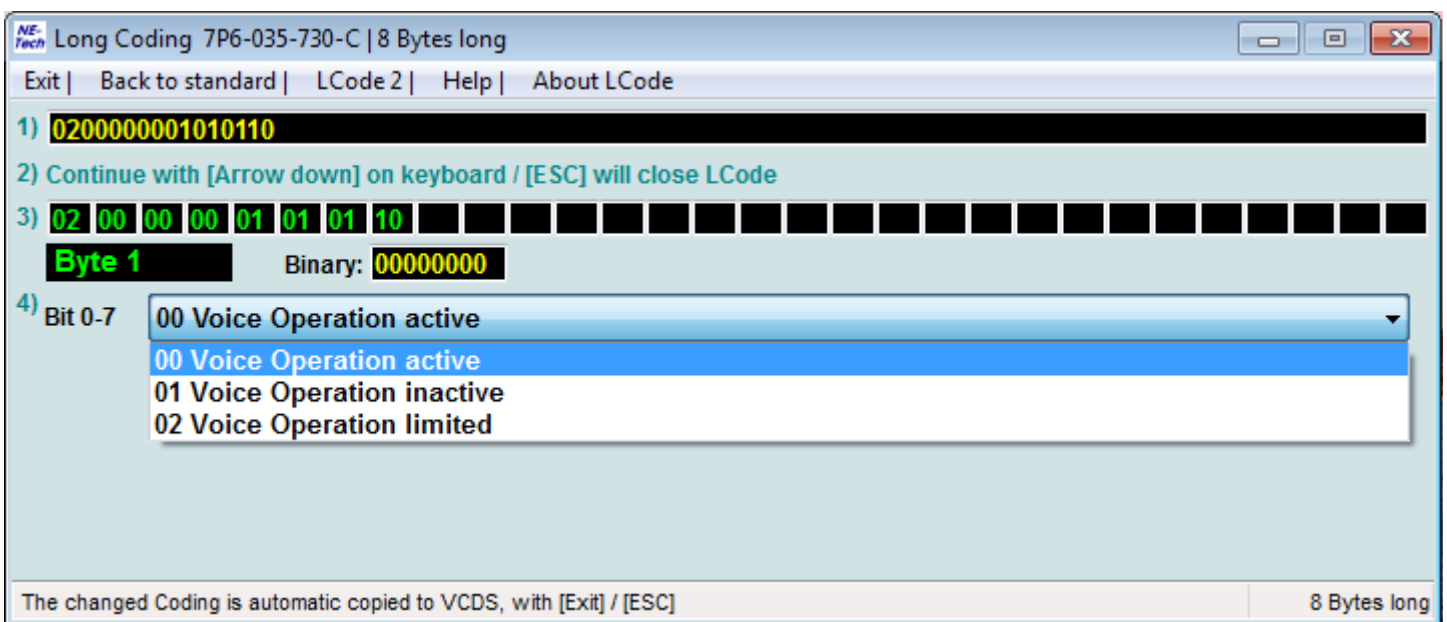 NE-Tech Long Coding 7P6-035-730-C | 8 Bytes long
Exit | Back to standard | LCode 2 | Help | About LCode
1) 0200000001010110
2) Continue with [Arrow down] on keyboard / [ESC] will close LCode
3) 02 00 00 00 01 01 01 10
Byte 1 Binary: 00000000
4) Bit 0-7 00 Voice Operation active
00 Voice Operation active
01 Voice Operation inactive
02 Voice Operation limited
The changed Coding is automatic copied to VCDS, with [Exit] / [ESC] 8 Bytes long